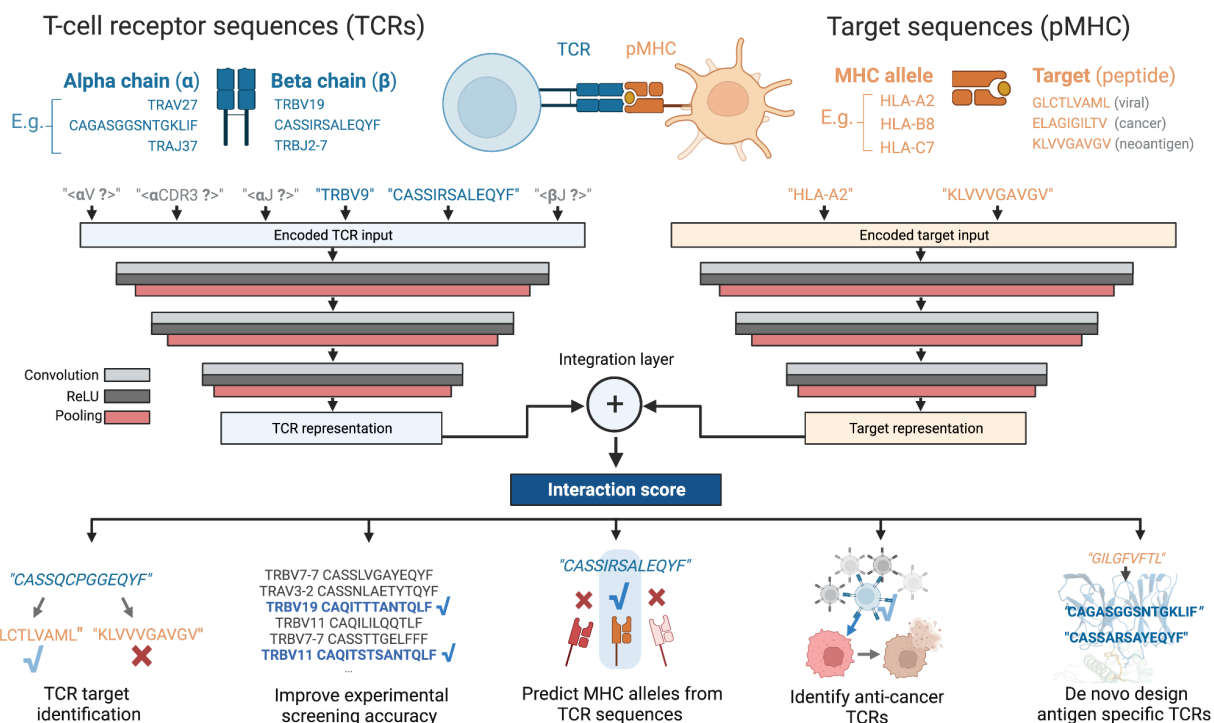 T-cell receptor sequences (TCRs)
Target sequences (pMHC)
TCR
pMHC
Alpha chain (α)
Beta chain (β)
E.g.
TRAV27
CAGASGGSNTGKLIF
TRAJ37
TRBV19
CASSIRSALEQYF
TRBJ2-7
MHC allele
Target (peptide)
E.g.
HLA-A2
HLA-B8
HLA-C7
GLCTLVAML (viral)
ELAGIGILTV (cancer)
KLVVGAVGV (neoantigen)
"<αV ?>"
"<αCDR3 ?>"
"<αJ ?>"
"TRBV9"
"CASSIRSALEQYF"
"<βJ ?>"
"HLA-A2"
"KLVVVGAVGV"
Encoded TCR input
Encoded target input
Convolution
ReLU
Pooling
Integration layer
+
TCR representation
Target representation
Interaction score
"CASSQCPGGEQYF"
LCTLVAML"
"KLVVVGAVGV"
TCR target
identification
TRBV7-7 CASSLVGAYEQYF
TRAV3-2 CASSNLAETYTQYF
TRBV19 CAQITTTANTQLF
TRBV11 CAQILILQQTLF
TRBV7-7 CASSTTGELFFF
TRBV11 CAQITSTSANTQLF
...
Improve experimental
screening accuracy
"CASSIRSALEQYF"
Predict MHC alleles from
TCR sequences
Identify anti-cancer
TCRs
"GILGFVFTL"
"CAGASGGSNTGKLIF"
"CASSARSAYEQYF"
De novo design
antigen specific TCRs